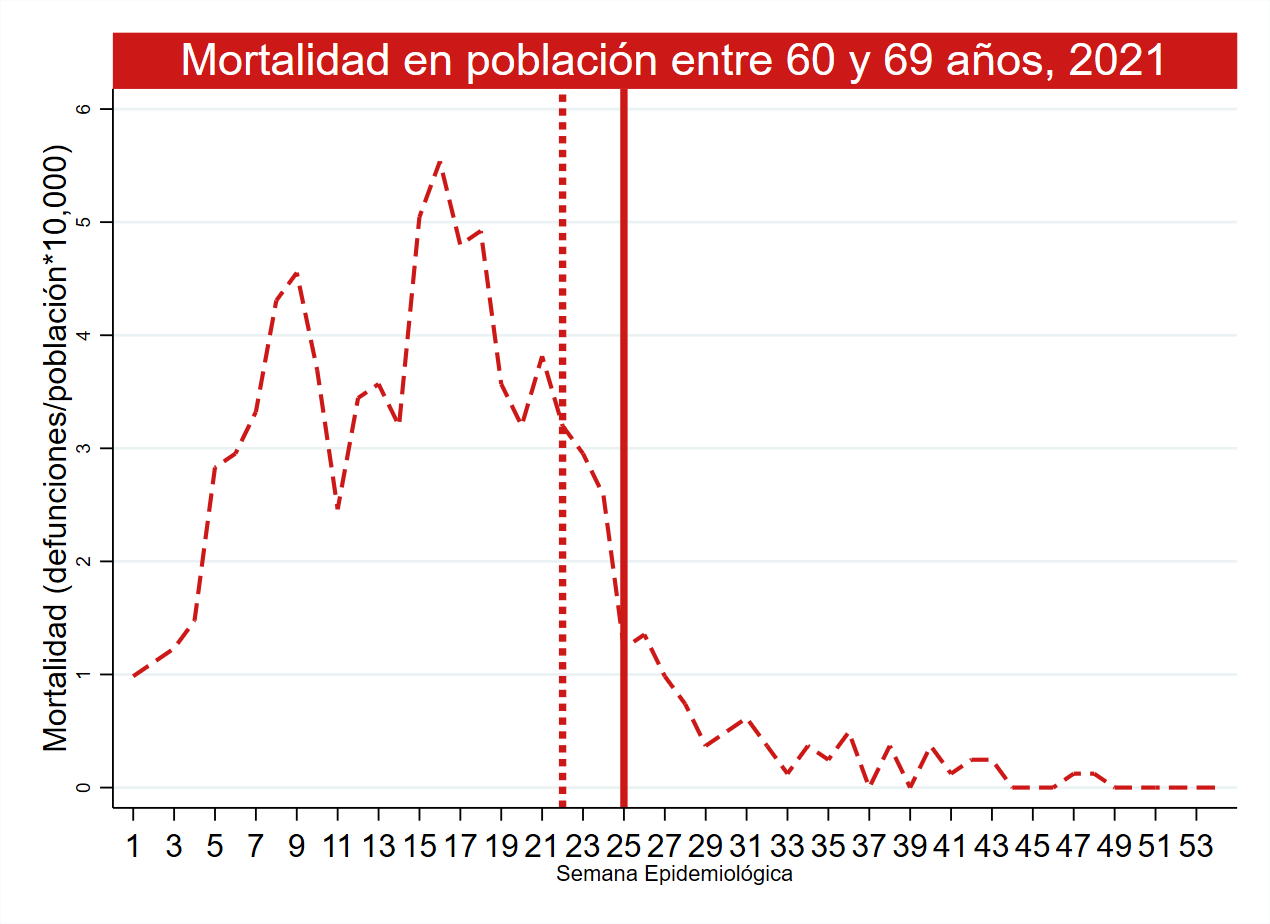 Mortalidad en población entre 60 y 69 años, 2021
Mortalidad (defunciones/población*10,000)
6
5
4
3
2
1
0
1 3 5 7 9 11 13 15 17 19 21 23 25 27 29 31 33 35 37 39 41 43 45 47 49 51 53
Semana Epidemiológica